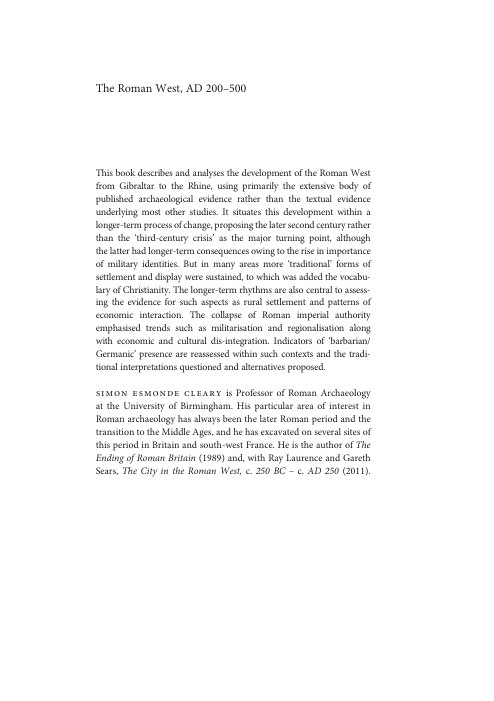 The Roman West, AD 200–500
This book describes and analyses the development of the Roman West
from Gibraltar to the Rhine, using primarily the extensive body of
published archaeological evidence rather than the textual evidence
underlying most other studies. It situates this development within a
longer-term process of change, proposing the later second century rather
than the ‘third-century crisis’ as the major turning point, although
the latter had longer-term consequences owing to the rise in importance
of military identities. But in many areas more ‘traditional’ forms of
settlement and display were sustained, to which was added the vocabu-
lary of Christianity. The longer-term rhythms are also central to assess-
ing the evidence for such aspects as rural settlement and patterns of
economic interaction. The collapse of Roman imperial authority
emphasised trends such as militarisation and regionalisation along
with economic and cultural dis-integration. Indicators of ‘barbarian/
Germanic’ presence are reassessed within such contexts and the tradi-
tional interpretations questioned and alternatives proposed.
SIMON ESMONDE CLEARY is Professor of Roman Archaeology
at the University of Birmingham. His particular area of interest in
Roman archaeology has always been the later Roman period and the
transition to the Middle Ages, and he has excavated on several sites of
this period in Britain and south-west France. He is the author of The
Ending of Roman Britain (1989) and, with Ray Laurence and Gareth
Sears, The City in the Roman West, c. 250 BC – c. AD 250 (2011).